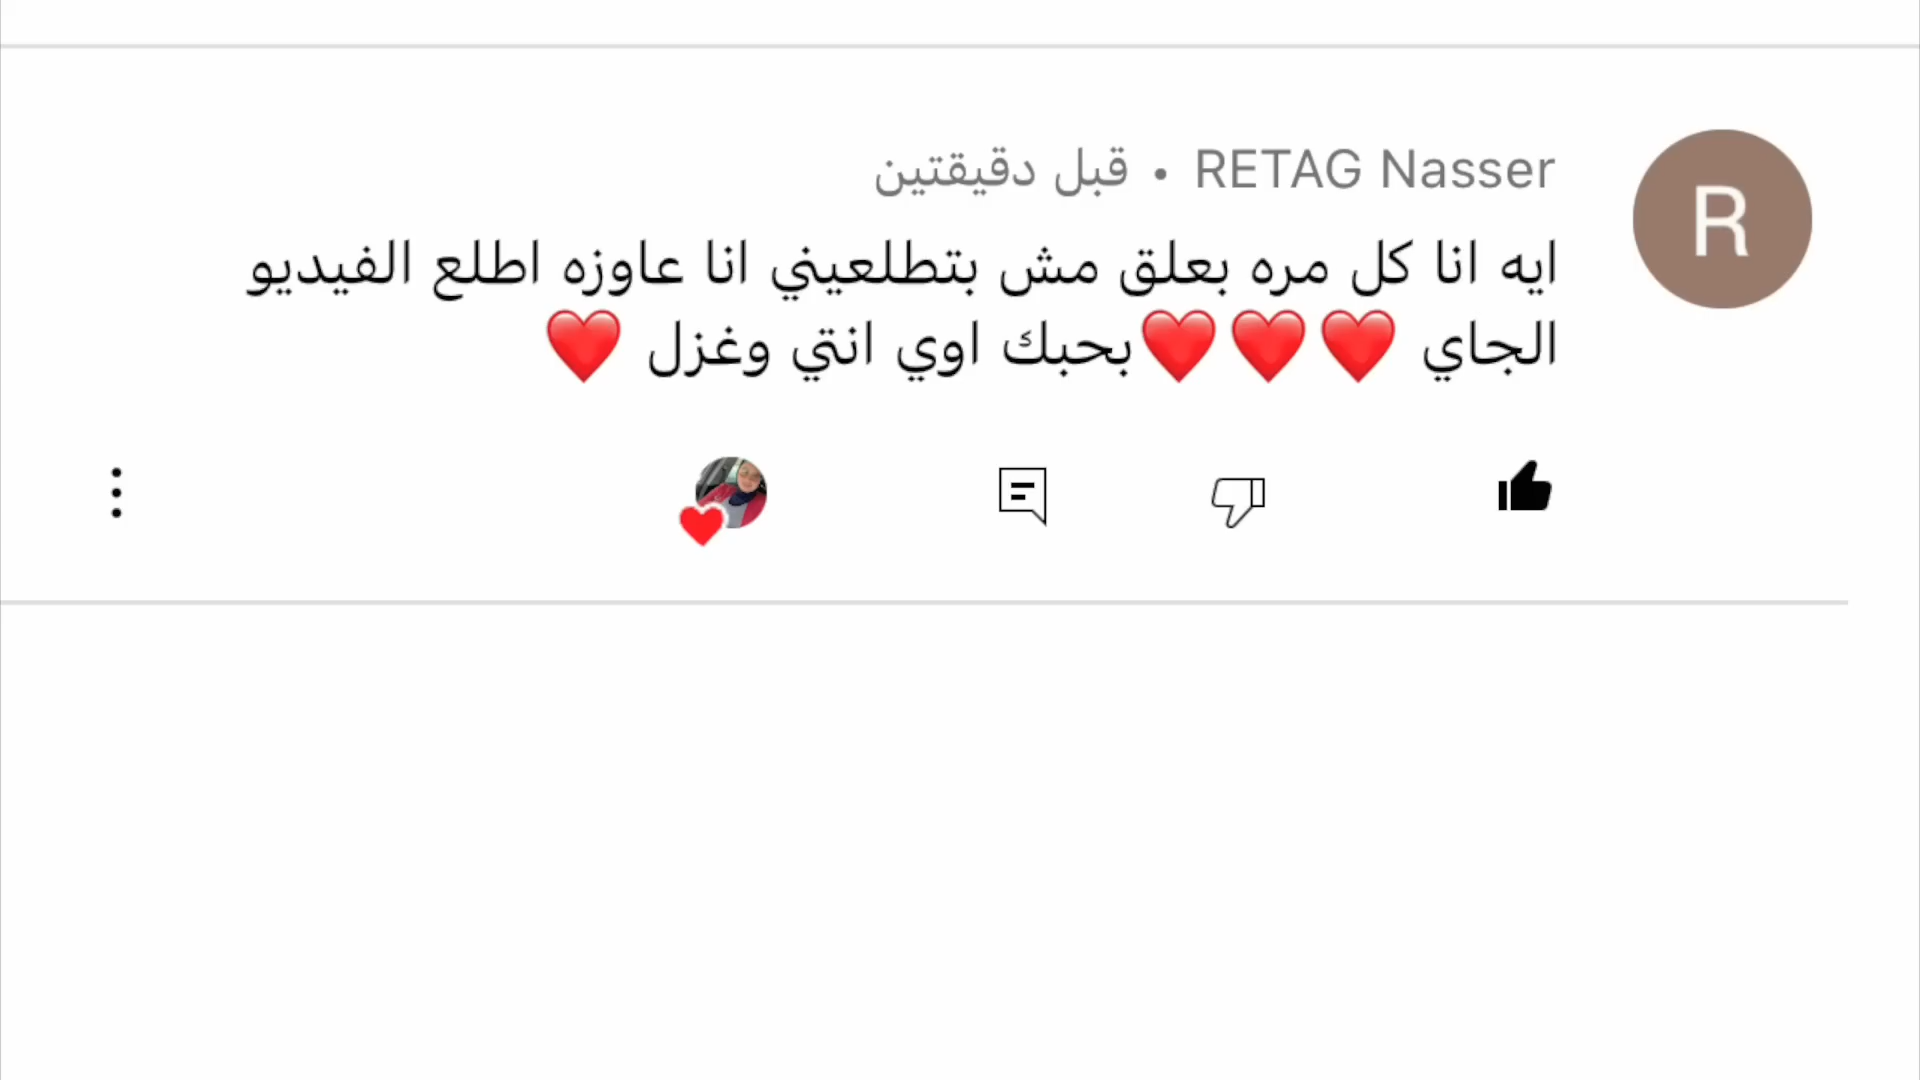 RETAG Nasser • قبل دقيقتين
R
ايه انا كل مره بعلق مش بتطلعيني انا عاوزه اطلع الفيديو
الجاي ❤️❤️❤️بحبك اوي انتي وغزل ❤️